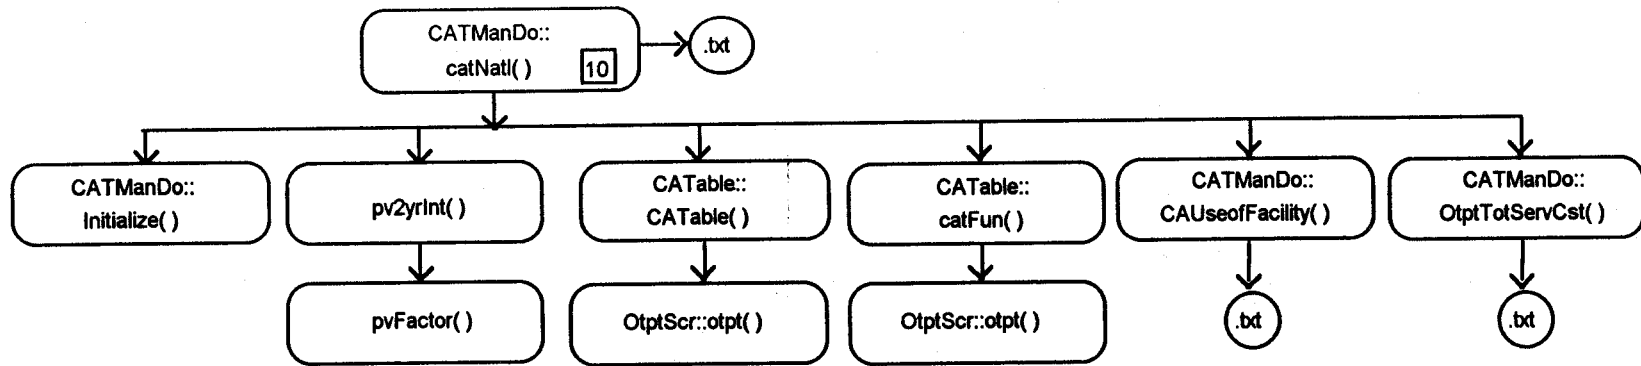 CATManDo::
catNatl( )
10
.txt
CATManDo::
Initialize( )
pv2yrInt( )
CATable::
CATable( )
CATable::
catFun( )
CATManDo::
CAUseofFacility( )
CATManDo::
OtptTotServCst( )
pvFactor( )
OtptScr::otpt( )
OtptScr::otpt( )
.txt
.txt